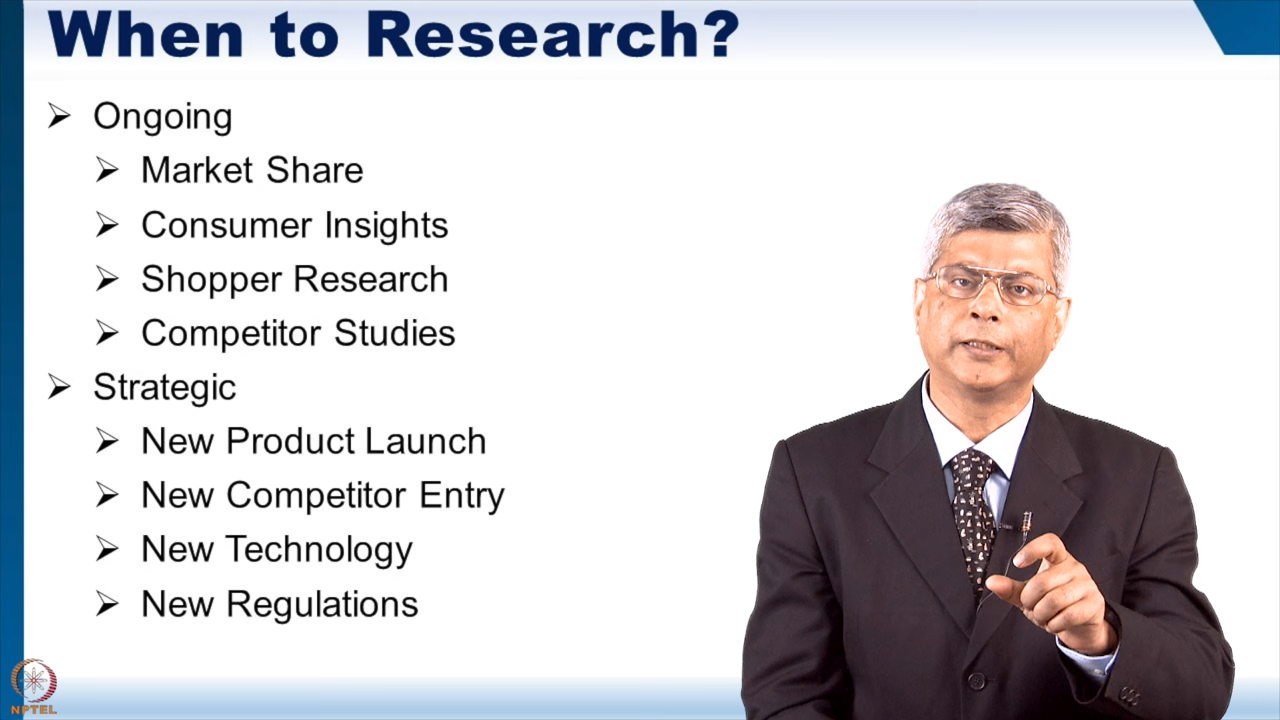 When to Research?
➢ Ongoing
➢ Market Share
➢ Consumer Insights
➢ Shopper Research
➢ Competitor Studies
➢ Strategic
➢ New Product Launch
➢ New Competitor Entry
➢ New Technology
➢ New Regulations
NPTEL